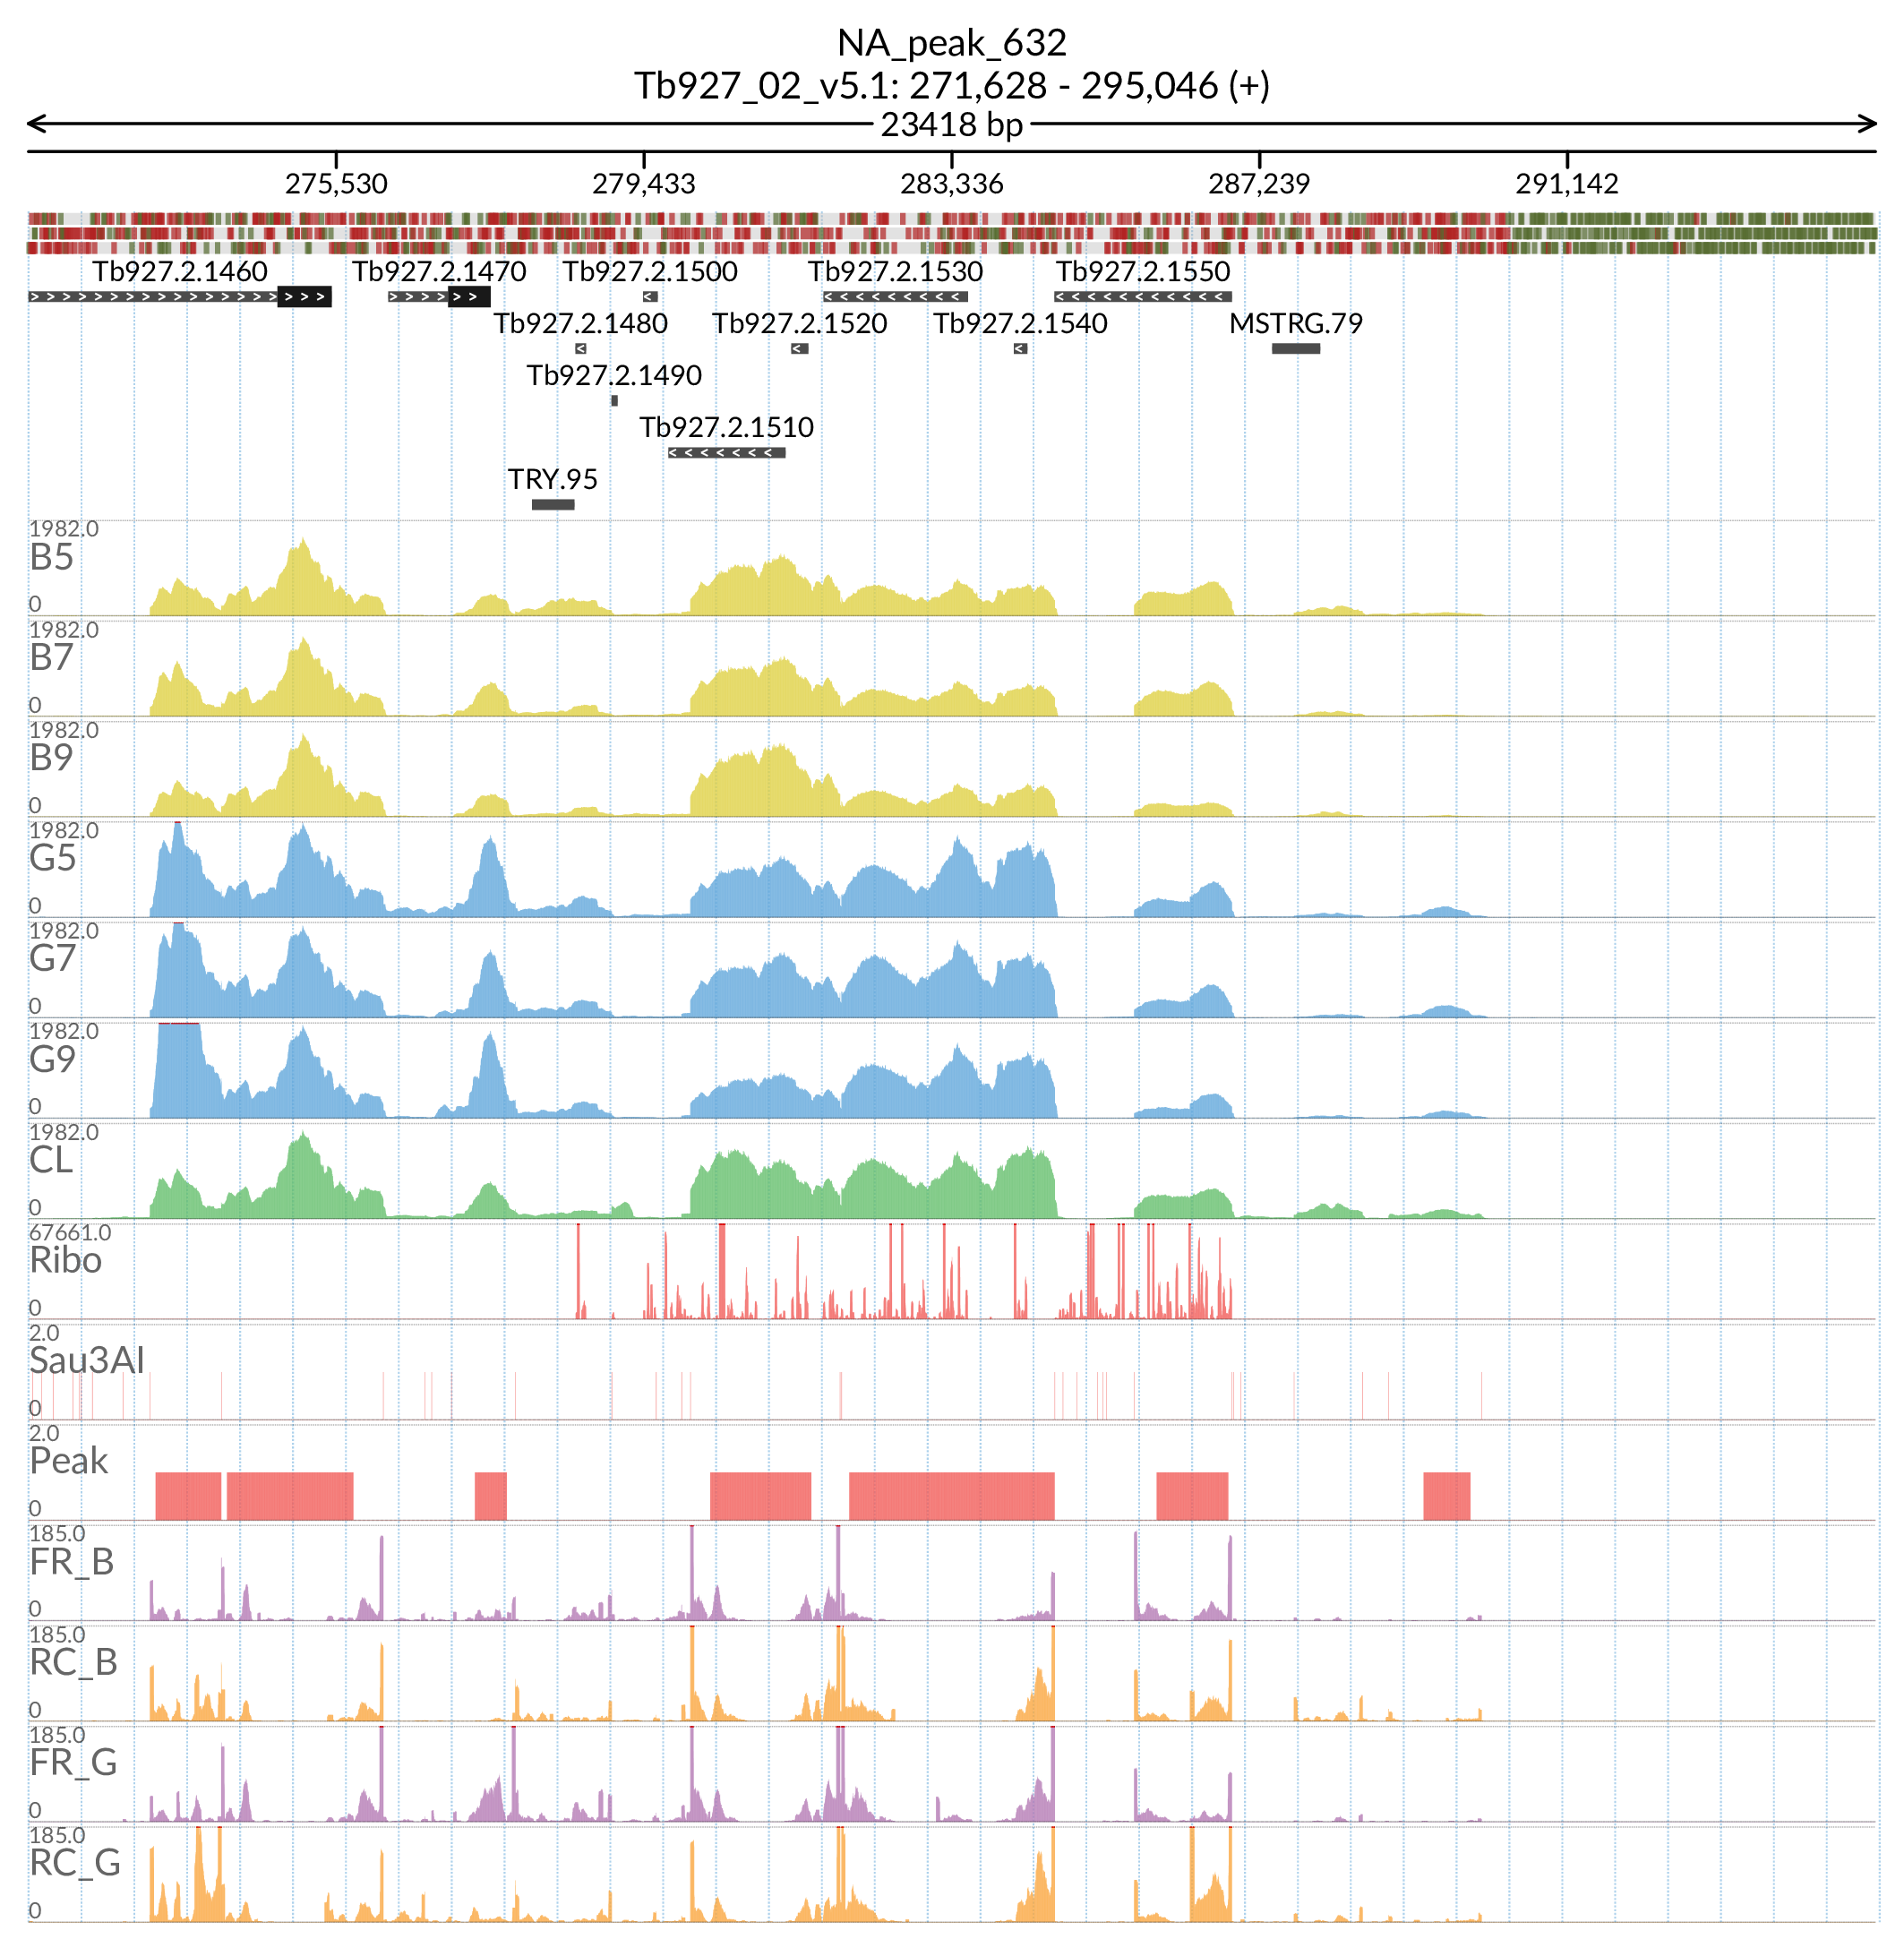 NA_peak_632
Tb927_02_v5.1: 271,628 - 295,046 (+)
23418 bp
275,530 279,433 283,336 287,239 291,142
Tb927.2.1460 Tb927.2.1470 Tb927.2.1500 Tb927.2.1530 Tb927.2.1550
Tb927.2.1480 Tb927.2.1520 Tb927.2.1540 MSTRG.79
Tb927.2.1490
Tb927.2.1510
TRY.95
1982.0
B5
0
1982.0
B7
0
1982.0
B9
0
1982.0
G5
0
1982.0
G7
0
1982.0
G9
0
1982.0
CL
0
67661.0
Ribo
0
2.0
Sau3AI
0
2.0
Peak
0
185.0
FR_B
0
185.0
RC_B
0
185.0
FR_G
0
185.0
RC_G
0